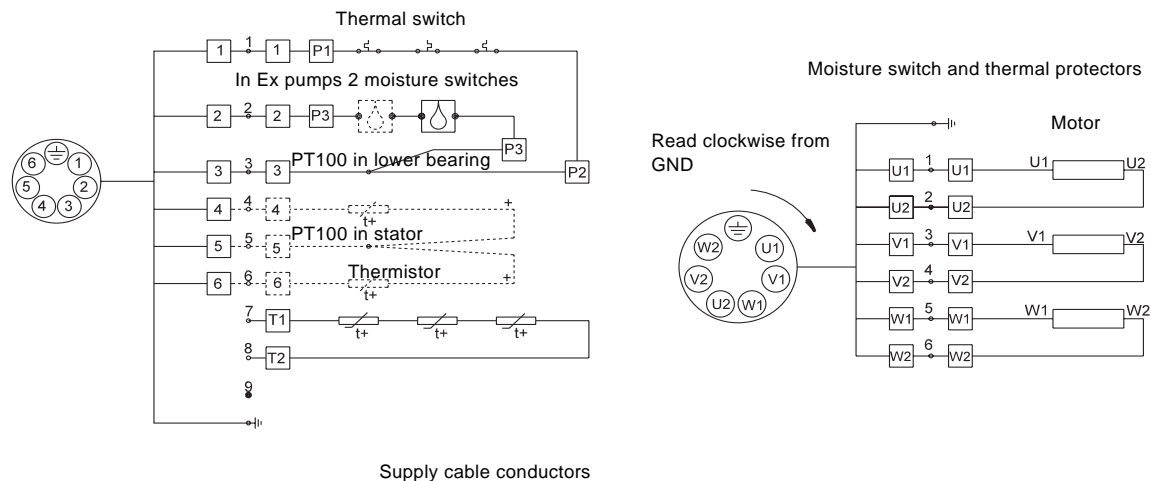 Thermal switch
1 1 1 P1
In Ex pumps 2 moisture switches
2 2 2 P3
P3
3 3 3 PT100 in lower bearing P2
4 4 4 t+ +
5 5 5 PT100 in stator
6 6 6 Thermistor t+ +
7 T1 t+ t+ t+
8 T2
9
6 1
5 2
4 3
Supply cable conductors
Moisture switch and thermal protectors
Read clockwise from
GND
Motor
U1 1 U1 U1 U2
U2 2 U2
V1 3 V1 V1 V2
V2 4 V2
W1 5 W1 W1 W2
W2 6 W2
W2 U1
V2 V1
U2 W1